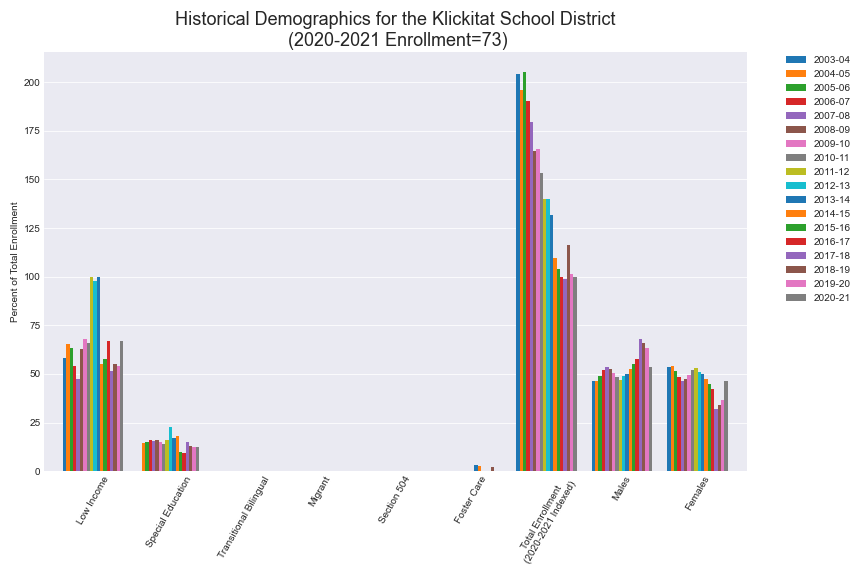 Historical Demographics for the Klickitat School District
(2020-2021 Enrollment=73)
Percent of Total Enrollment
200
175
150
125
100
75
50
25
0
Low Income
Special Education
Transitional Bilingual
Migrant
Section 504
Foster Care
Total Enrollment
(2020-2021 Indexed)
Males
Females
2003-04
2004-05
2005-06
2006-07
2007-08
2008-09
2009-10
2010-11
2011-12
2012-13
2013-14
2014-15
2015-16
2016-17
2017-18
2018-19
2019-20
2020-21